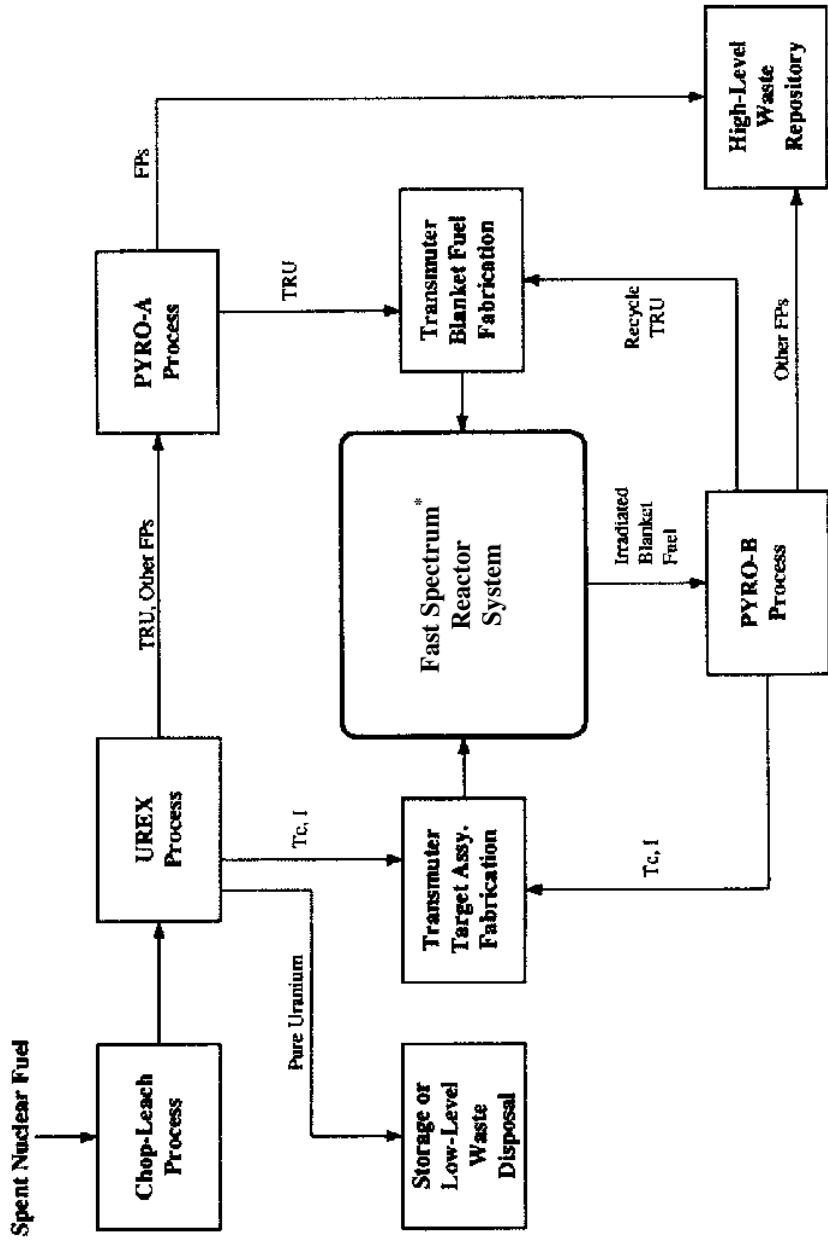 Spent Nuclear Fuel
Chop-Leach
Process
UREX
Process
TRU, Other FPs
PYRO-A
Process
FPs
Pure Uranium
Tc, I
TRU
Storage or
Low-Level
Waste
Disposal
Transmuter
Target Assy.
Fabrication
Fast Spectrum*
Reactor
System
Transmuter
Blanket Fuel
Fabrication
Irradiated
Blanket
Fuel
Recycle
TRU
Tc, I
PYRO-B
Process
Other FPs
High-Level
Waste
Repository